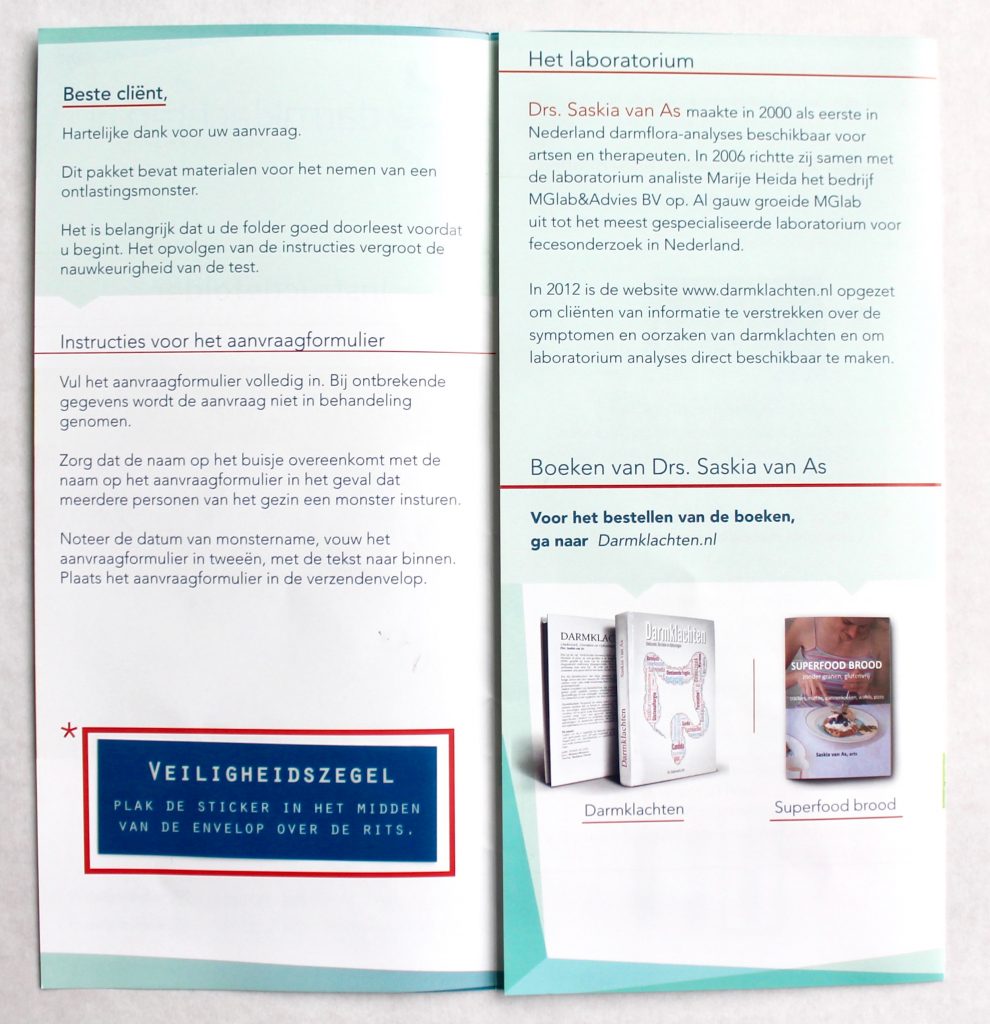 Beste cliënt,
Hartelijke dank voor uw aanvraag.
Dit pakket bevat materialen voor het nemen van een
ontlastingsmonster.
Het is belangrijk dat u de folder goed doorleest voordat
u begint. Het opvolgen van de instructies vergroot de
nauwkeurigheid van de test.
Instructies voor het aanvraagformulier
Vul het aanvraagformulier volledig in. Bij ontbrekende
gegevens wordt de aanvraag niet in behandeling
genomen.
Zorg dat de naam op het buisje overeenkomt met de
naam op het aanvraagformulier in het geval dat
meerdere personen van het gezin een monster insturen.
Noteer de datum van monstername, vouw het
aanvraagformulier in tweeën, met de tekst naar binnen.
Plaats het aanvraagformulier in de verzendenvelop.
*
VEILIGHEIDSZEGEL
PLAK DE STICKER IN HET MIDDEN
VAN DE ENVELOP OVER DE RITS.
Het laboratorium
Drs. Saskia van As maakte in 2000 als eerste in
Nederland darmflora-analyses beschikbaar voor
artsen en therapeuten. In 2006 richtte zij samen met
de laboratorium analiste Marije Heida het bedrijf
MGlab&Advies BV op. Al gauw groeide MGlab
uit tot het meest gespecialiseerde laboratorium voor
fecesonderzoek in Nederland.
In 2012 is de website www.darmklachten.nl opgezet
om cliënten van informatie te verstrekken over de
symptomen en oorzaken van darmklachten en om
laboratorium analyses direct beschikbaar te maken.
Boeken van Drs. Saskia van As
Voor het bestellen van de boeken,
ga naar Darmklachten.nl
DARMKLAC
Darmklachten
Saskia van As
Darmklachten
Candida
SUPERFOOD BROOD
zonder granen, glutenvrij
Saskia van As, arts
Darmklachten
Superfood brood